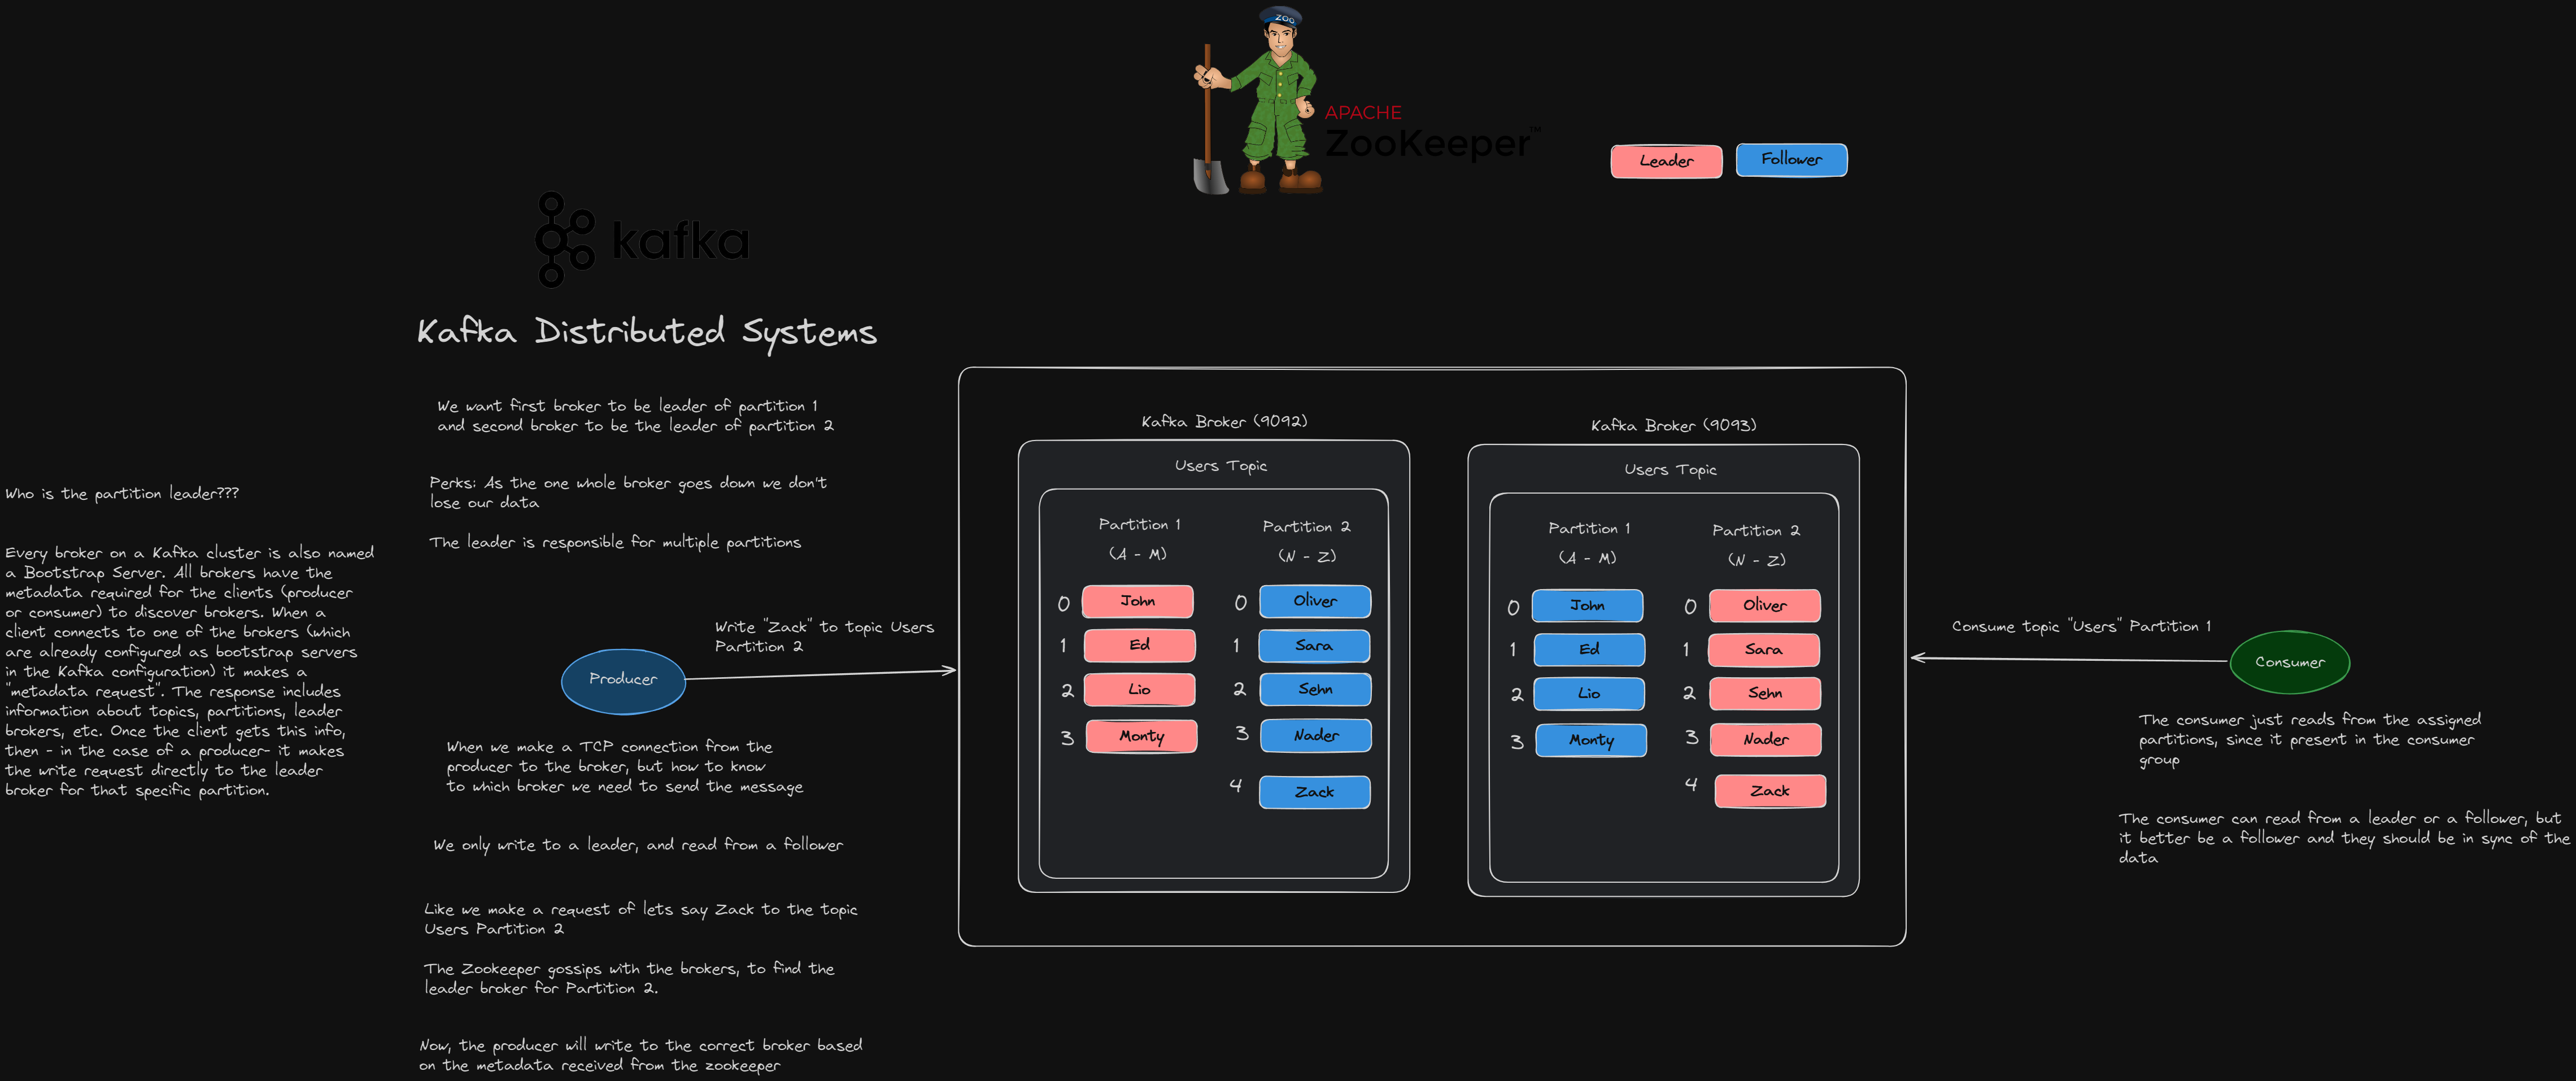 ZOO
APACHE
ZooKeeper™
Leader
Follower
kafka
Kafka Distributed Systems
We want first broker to be leader of partition 1
and second broker to be the leader of partition 2
Perks: As the one whole broker goes down we don't
lose our data
The leader is responsible for multiple partitions
Who is the partition leader???
Every broker on a Kafka cluster is also named
a Bootstrap Server. All brokers have the
metadata required for the clients (producer
or consumer) to discover brokers. When a
client connects to one of the brokers (which
are already configured as bootstrap servers
in the Kafka configuration) it makes a
"metadata request". The response includes
information about topics, partitions, leader
brokers, etc. Once the client gets this info,
then - in the case of a producer- it makes
the write request directly to the leader
broker for that specific partition.
Write "Zack" to topic Users
Partition 2
Producer
When we make a TCP connection from the
producer to the broker, but how to know
to which broker we need to send the message
We only write to a leader, and read from a follower
Like we make a request of lets say Zack to the topic
Users Partition 2
The Zookeeper gossips with the brokers, to find the
leader broker for Partition 2.
Now, the producer will write to the correct broker based
on the metadata received from the zookeeper
Kafka Broker (9092)
Users Topic
Partition 1
(A - M)
0 John
1 Ed
2 Lio
3 Monty
Partition 2
(N - Z)
0 Oliver
1 Sara
2 Sehn
3 Nader
4 Zack
Kafka Broker (9093)
Users Topic
Partition 1
(A - M)
0 John
1 Ed
2 Lio
3 Monty
Partition 2
(N - Z)
0 Oliver
1 Sara
2 Sehn
3 Nader
4 Zack
Consume topic "Users" Partition 1
Consumer
The consumer just reads from the assigned
partitions, since it present in the consumer
group
The consumer can read from a leader or a follower, but
it better be a follower and they should be in sync of the
data